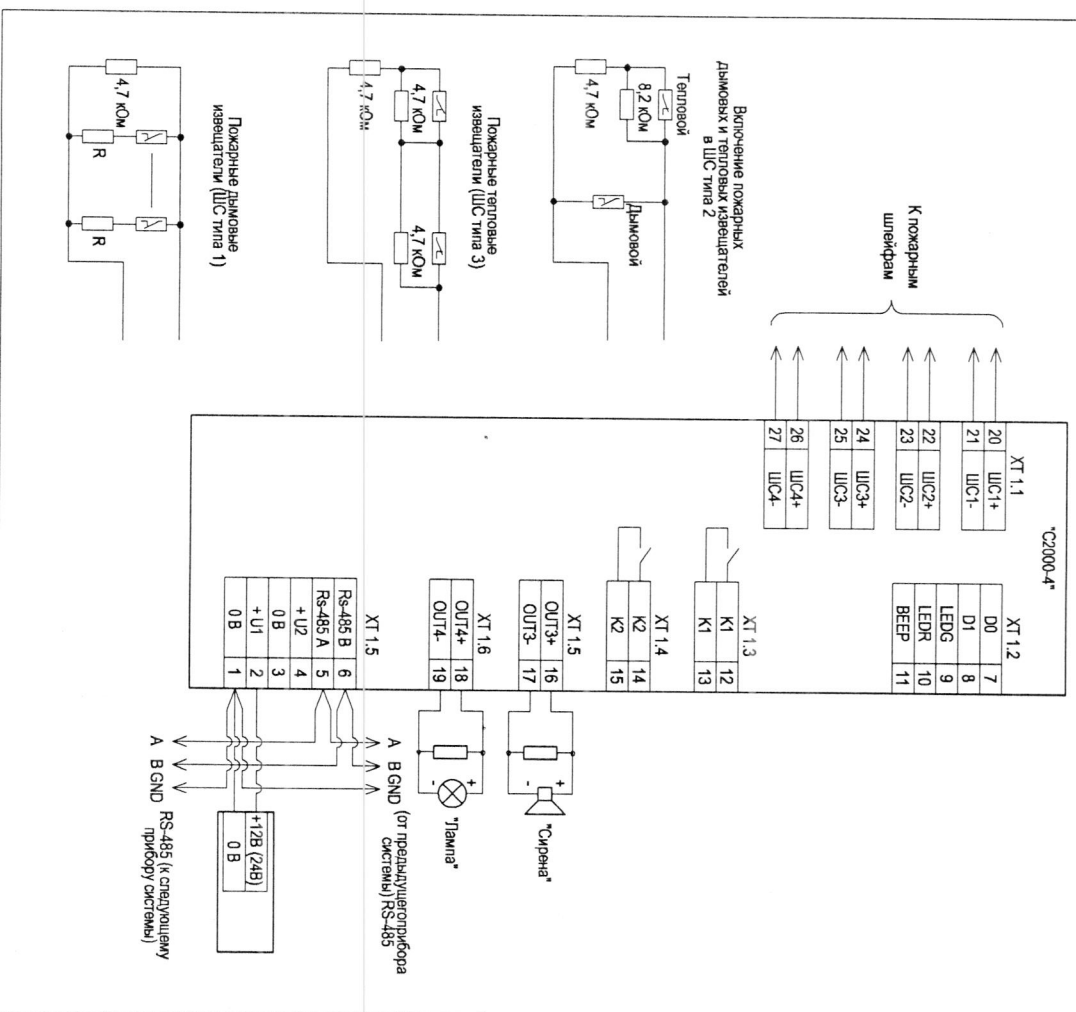 "С2000-4"
XT 1.1
20 ШС1+
21 ШС1-
22 ШС2+
23 ШС2-
24 ШС3+
25 ШС3-
26 ШС4+
27 ШС4-
К пожарным
шлейфам
XT 1.2
D0 7
D1 8
LEDG 9
LEDR 10
BEEP 11
XT 1.3
K1 12
K1 13
XT 1.4
K2 14
K2 15
XT 1.5
OUT3+ 16
OUT3- 17
+
-
"Сирена"
XT 1.6
OUT4+ 18
OUT4- 19
+
-
"Лампа"
XT 1.5
Rs-485 B 6
Rs-485 A 5
+ U2 4
0 В 3
+ U1 2
0 В 1
A
B GND
(от предыдущегоприбора
системы) RS-485
A
B GND
RS-485 (к следующему
прибору системы)
+12В (24В)
0 В
Включение пожарных
дымовых и тепловых извещателей
в ШС типа 2
Тепловой
8,2 кОм
4,7 кОм
Дымовой
Пожарные тепловые
извещатели (ШС типа 3)
4,7 кОм
4,7 кОм
4,7 кОм
Пожарные дымовые
извещатели (ШС типа 1)
4,7 кОм
R
R